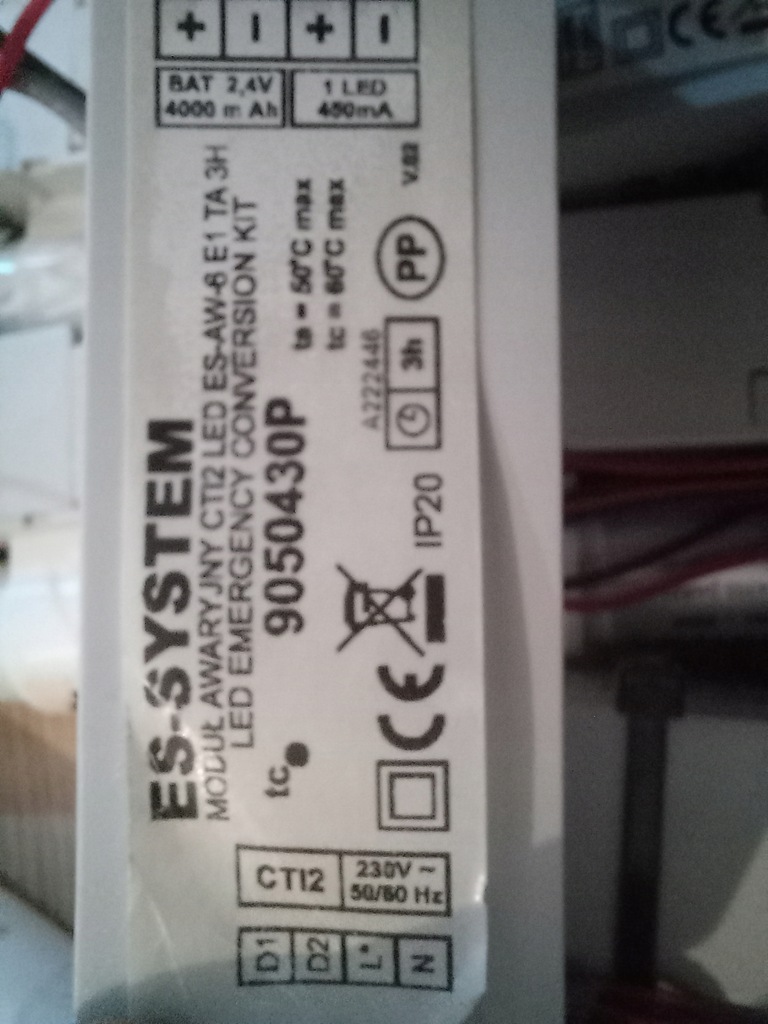 + - + -
BAT 2,4V
4000 m Ah
1 LED
450mA
ES-SYSTEM
MODUŁ AWARYJNY CTI2 LED ES-AW-6 E1 TA 3H
LED EMERGENCY CONVERSION KIT
9050430P
ta = 50°C max
tc = 60°C max
tc
A222446
3h
PP
V.02
CE
IP20
CTI2
230V ~
50/60 Hz
D1
D2
L*
N
CE